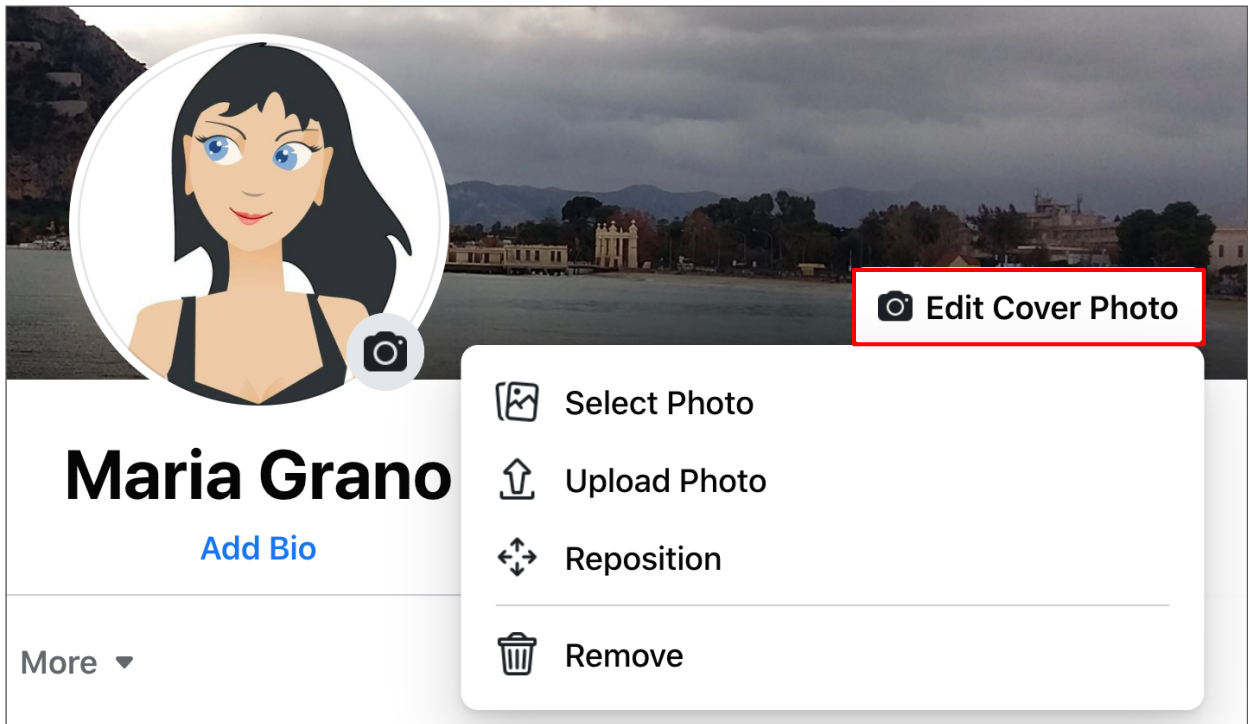 Edit Cover Photo
Select Photo
Upload Photo
Maria Grano
Add Bio
Reposition
Remove
More